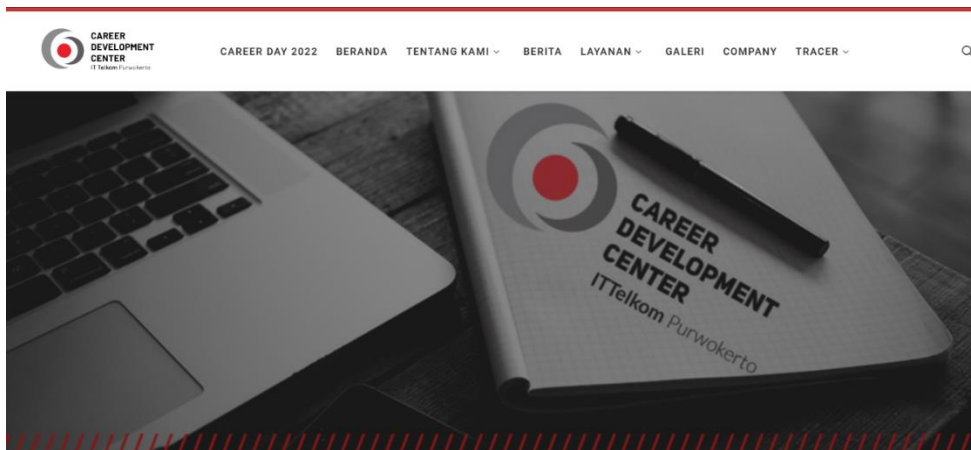 CAREER
DEVELOPMENT
CENTER
IT Telkom Purwokerto
CAREER DAY 2022 BERANDA TENTANG KAMI BERITA LAYANAN GALERI COMPANY TRACER
CAREER
DEVELOPMENT
CENTER
ITTelkom Purwokerto